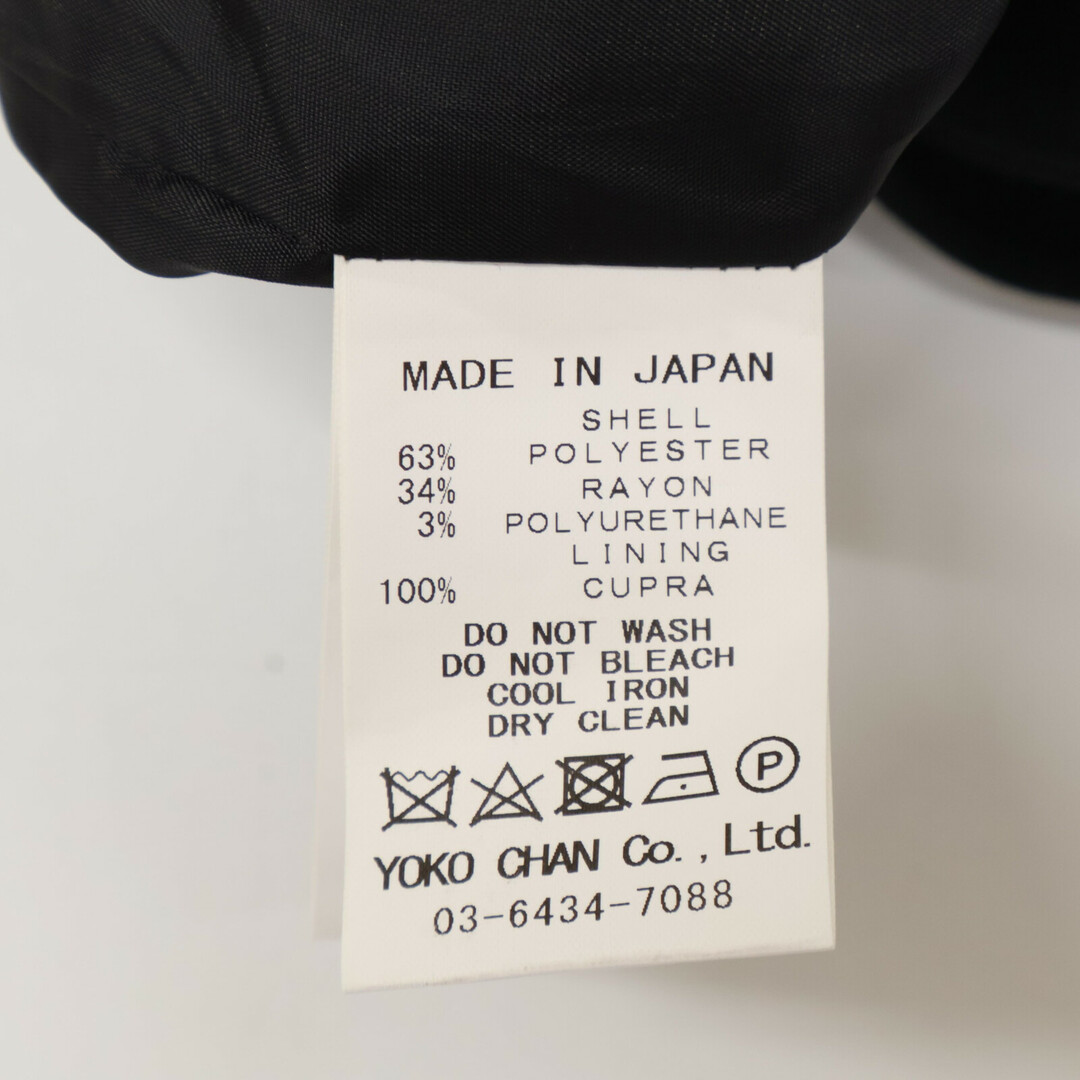 MADE IN JAPAN
SHELL
63% POLYESTER
34% RAYON
3% POLYURETHANE
LINING
100% CUPRA
DO NOT WASH
DO NOT BLEACH
COOL IRON
DRY CLEAN
P
YOKO CHAN Co., Ltd.
03-6434-7088